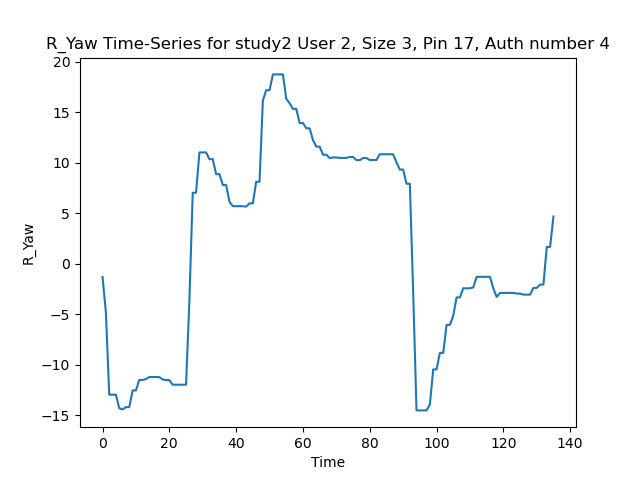 R_Yaw Time-Series for study2 User 2, Size 3, Pin 17, Auth number 4
20
15
10
5
0
−5
−10
−15
R_Yaw
0 20 40 60 80 100 120 140
Time